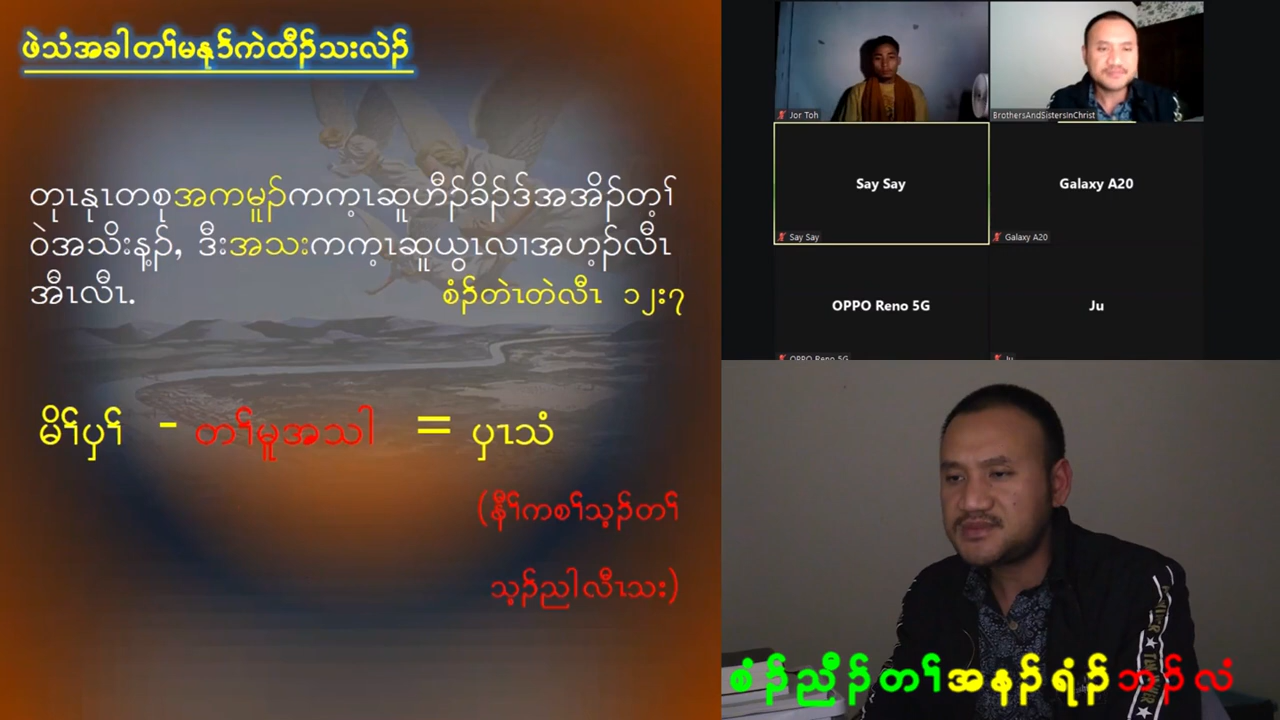 ဖဲသံအခါတၢ်မနုၥ်ကဲထီၣ်သးလဲၣ်
တုၤနုၤတစုအကမူၣ်ကက့ၤဆူဟီၣ်ခိၣ်ဒ်အအိၣ်တ့ၢ်
ဝဲအသိးန့ၣ်, ဒီးအသးကက့ၤဆူယွၤလၢအဟ့ၣ်လီၤ
အီၤလီၤ.
စံၣ်တဲၤတဲလီၤ ၁၂း၇
မိၢ်ပှၢ် - တၢ်မူအသါ = ပှၤသံ
(နီၢ်ကစၢ်သ့ၣ်တၢ်
သ့ၣ်ညါလီၤသး)
Jor Toh
BrothersAndSistersInChrist
Say Say
Galaxy A20
Say Say
Galaxy A20
OPPO Reno 5G
Ju
OPPO Reno 5G
Ju
စံၣ်ညီၣ်တၢ်အနၣ်ရံၣ်ဘၣ်လံ